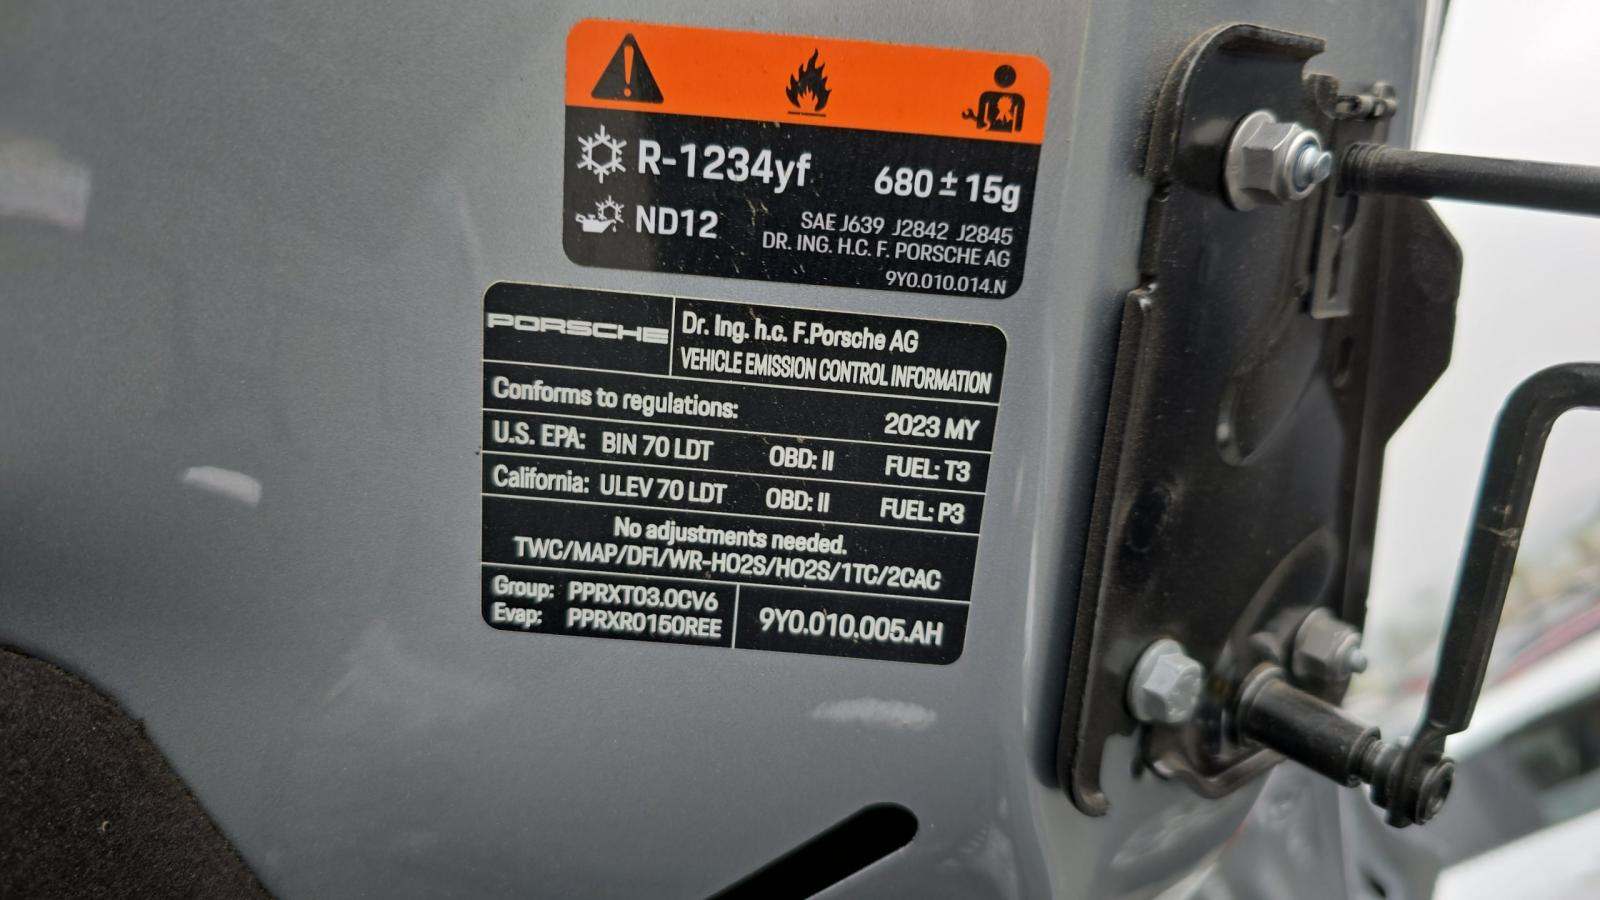 R-1234yf 680 ± 15g
ND12
SAE J639 J2842 J2845
DR. ING. H.C. F. PORSCHE AG
9Y0.010.014.N
PORSCHE
Dr. Ing. h.c. F.Porsche AG
VEHICLE EMISSION CONTROL INFORMATION
Conforms to regulations: 2023 MY
U.S. EPA: BIN 70 LDT OBD: II FUEL: T3
California: ULEV 70 LDT OBD: II FUEL: P3
No adjustments needed.
TWC/MAP/DFI/WR-HO2S/HO2S/1TC/2CAC
Group: PPRXT03.0CV6
Evap: PPRXR0150REE
9Y0.010.005.AH